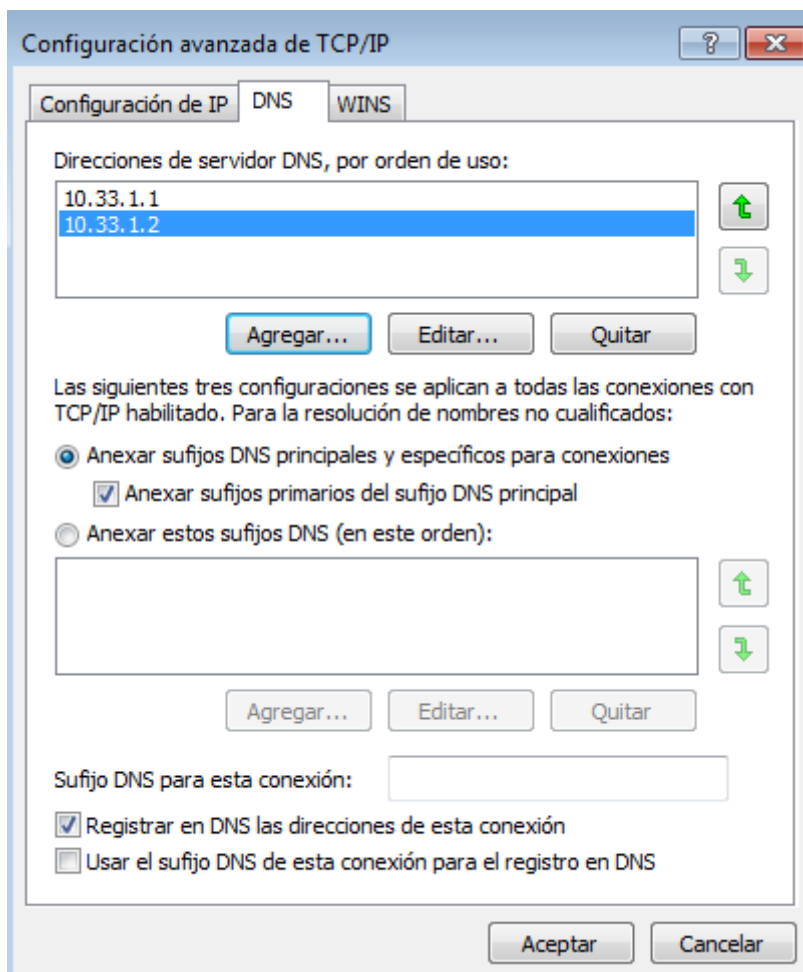 Configuración avanzada de TCP/IP
Configuración de IP DNS WINS
Direcciones de servidor DNS, por orden de uso:
10.33.1.1
10.33.1.2
Agregar... Editar... Quitar
Las siguientes tres configuraciones se aplican a todas las conexiones con
TCP/IP habilitado. Para la resolución de nombres no cualificados:
Anexar sufijos DNS principales y específicos para conexiones
Anexar sufijos primarios del sufijo DNS principal
Anexar estos sufijos DNS (en este orden):
Agregar... Editar... Quitar
Sufijo DNS para esta conexión:
Registrar en DNS las direcciones de esta conexión
Usar el sufijo DNS de esta conexión para el registro en DNS
Aceptar Cancelar